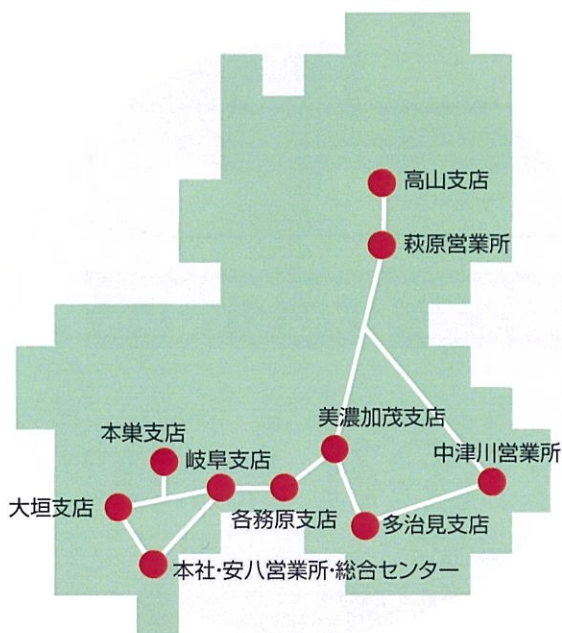 高山支店
萩原営業所
美濃加茂支店
本巣支店
岐阜支店
中津川営業所
大垣支店
各務原支店
多治見支店
本社・安八営業所・総合センター